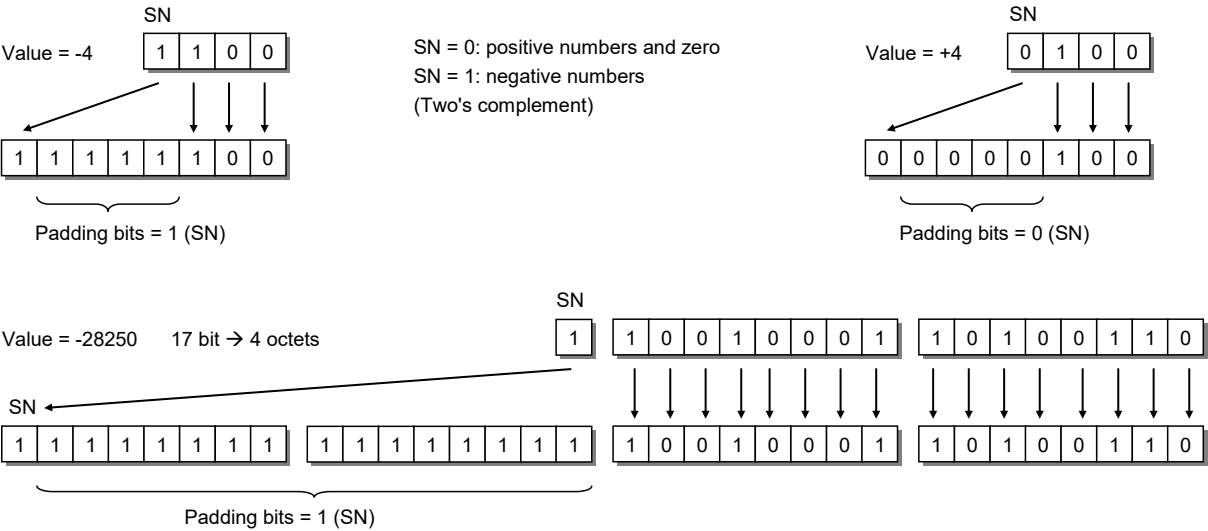 SN
SN
Value = -4
1 1 0 0
SN = 0: positive numbers and zero
SN = 1: negative numbers
(Two's complement)
Value = +4
0 1 0 0
1 1 1 1 1 1 0 0
0 0 0 0 0 1 0 0
Padding bits = 1 (SN)
Padding bits = 0 (SN)
SN
Value = -28250 17 bit → 4 octets
1 1 0 0 1 0 0 0 1 1 0 1 0 0 1 1 0
SN
1 1 1 1 1 1 1 1 1 1 1 1 1 1 1 1 1 0 0 1 0 0 0 1 1 0 1 0 0 1 1 0
Padding bits = 1 (SN)